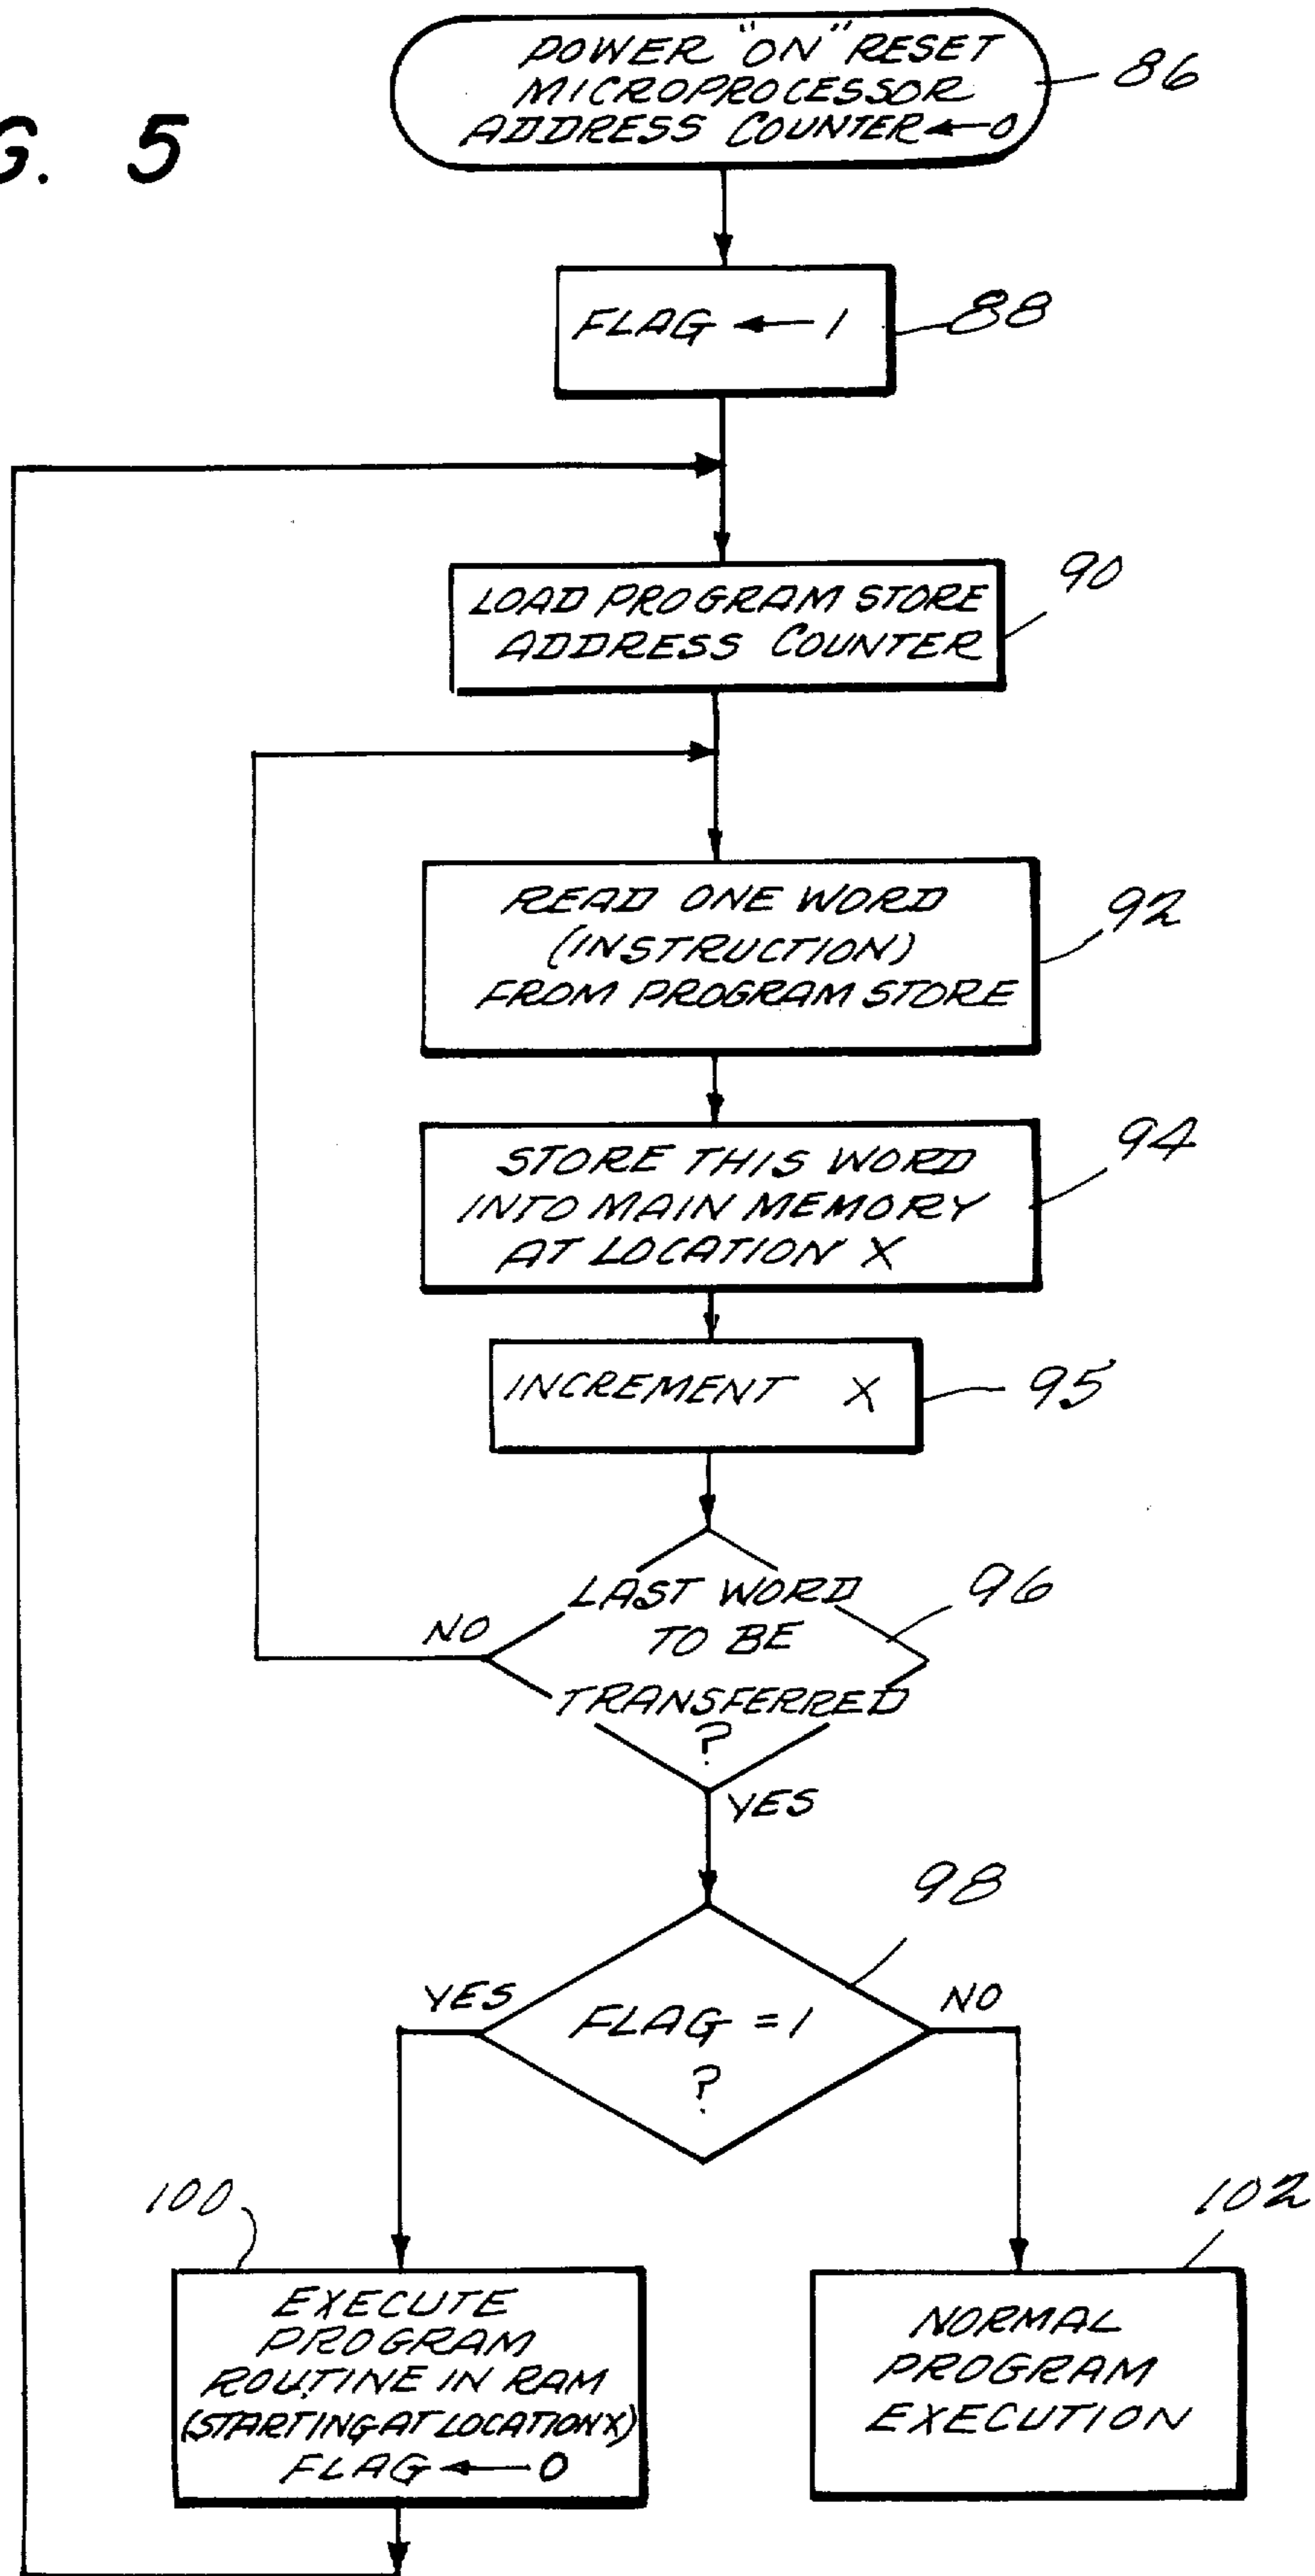 G. 5
POWER "ON" RESET
MICROPROCESSOR
ADDRESS COUNTER ← 0
86
FLAG ← 1
88
LOAD PROGRAM STORE
ADDRESS COUNTER
90
READ ONE WORD
(INSTRUCTION)
FROM PROGRAM STORE
92
STORE THIS WORD
INTO MAIN MEMORY
AT LOCATION X
94
INCREMENT X
95
LAST WORD
TO BE
TRANSFERRED
?
96
NO
YES
98
YES
FLAG = 1
?
NO
100
EXECUTE
PROGRAM
ROUTINE IN RAM
(STARTING AT LOCATION X)
FLAG ← 0
102
NORMAL
PROGRAM
EXECUTION